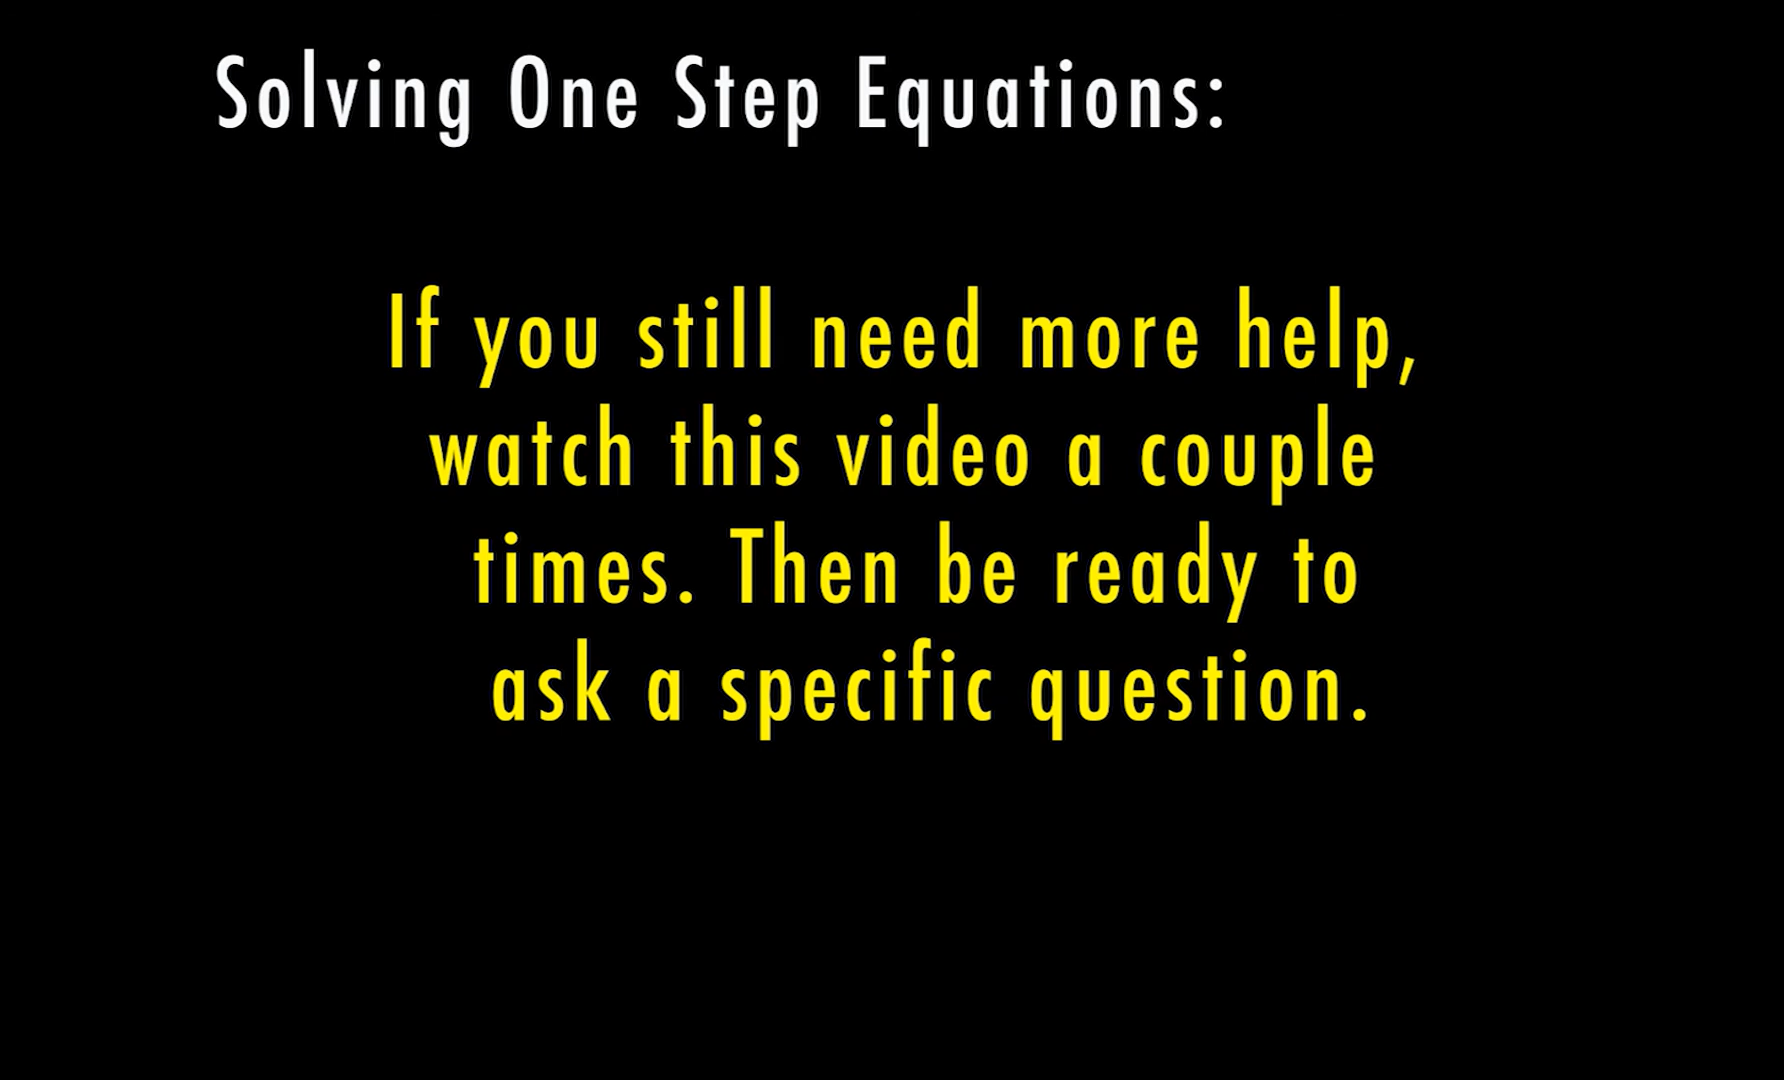 Solving One Step Equations:
If you still need more help,
watch this video a couple
times. Then be ready to
ask a specific question.